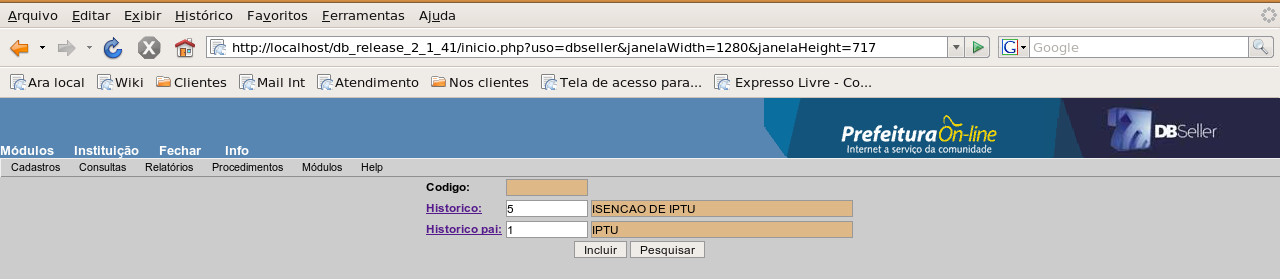 Arquivo Editar Exibir Histórico Favoritos Ferramentas Ajuda
http://localhost/db_release_2_1_41/inicio.php?uso=dbseller&janelaWidth=1280&janelaHeight=717 G Google
Ara local Wiki Clientes Mail Int Atendimento Nos clientes Tela de acesso para... Expresso Livre - Co...
Prefeitura On-line
Internet a serviço da comunidade
DBSeller
Módulos Instituição Fechar Info
Cadastros Consultas Relatórios Procedimentos Módulos Help
Codigo:
Historico: 5 ISENCAO DE IPTU
Historico pai: 1 IPTU
Incluir Pesquisar